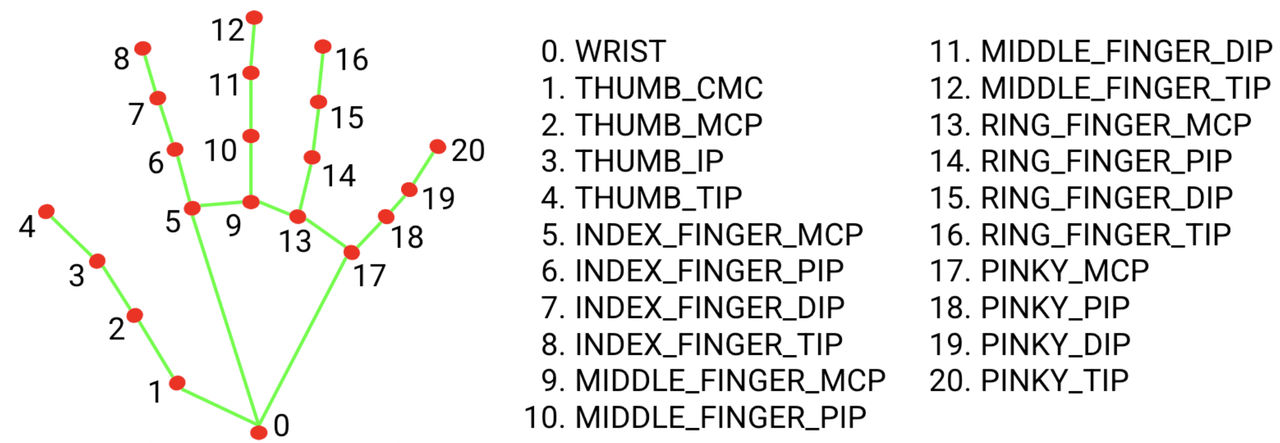 12
8
16
11
7
15
10
6
14
20
19
4
5
9
13
18
3
17
2
1
0
0. WRIST
1. THUMB_CMC
2. THUMB_MCP
3. THUMB_IP
4. THUMB_TIP
5. INDEX_FINGER_MCP
6. INDEX_FINGER_PIP
7. INDEX_FINGER_DIP
8. INDEX_FINGER_TIP
9. MIDDLE_FINGER_MCP
10. MIDDLE_FINGER_PIP
11. MIDDLE_FINGER_DIP
12. MIDDLE_FINGER_TIP
13. RING_FINGER_MCP
14. RING_FINGER_PIP
15. RING_FINGER_DIP
16. RING_FINGER_TIP
17. PINKY_MCP
18. PINKY_PIP
19. PINKY_DIP
20. PINKY_TIP